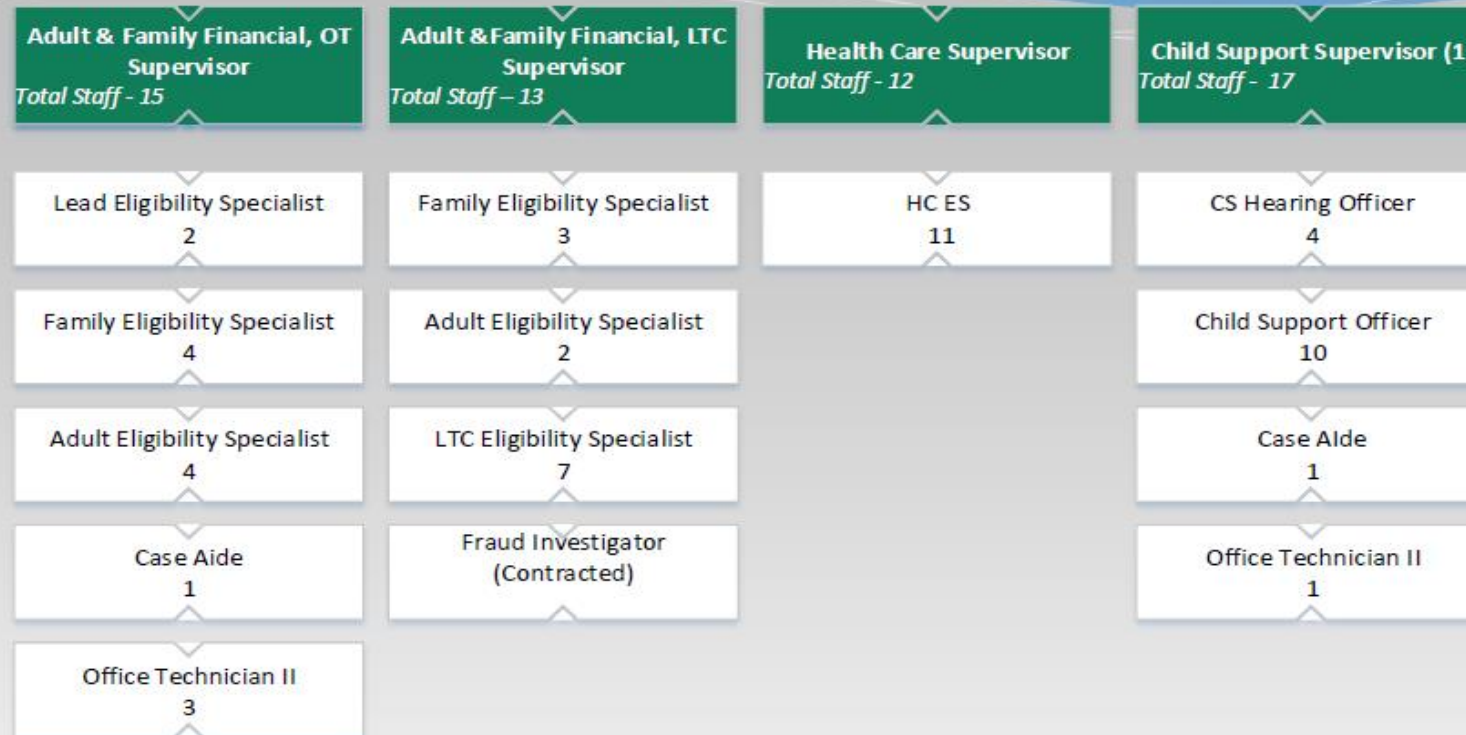 Adult & Family Financial, OT
Supervisor
Total Staff - 15
Lead Eligibility Specialist
2
Family Eligibility Specialist
4
Adult Eligibility Specialist
4
Case Aide
1
Office Technician II
3
Adult &Family Financial, LTC
Supervisor
Total Staff – 13
Family Eligibility Specialist
3
Adult Eligibility Specialist
2
LTC Eligibility Specialist
7
Fraud Investigator
(Contracted)
Health Care Supervisor
Total Staff - 12
HC ES
11
Child Support Supervisor (1
Total Staff - 17
CS Hearing Officer
4
Child Support Officer
10
Case AIde
1
Office Technician II
1